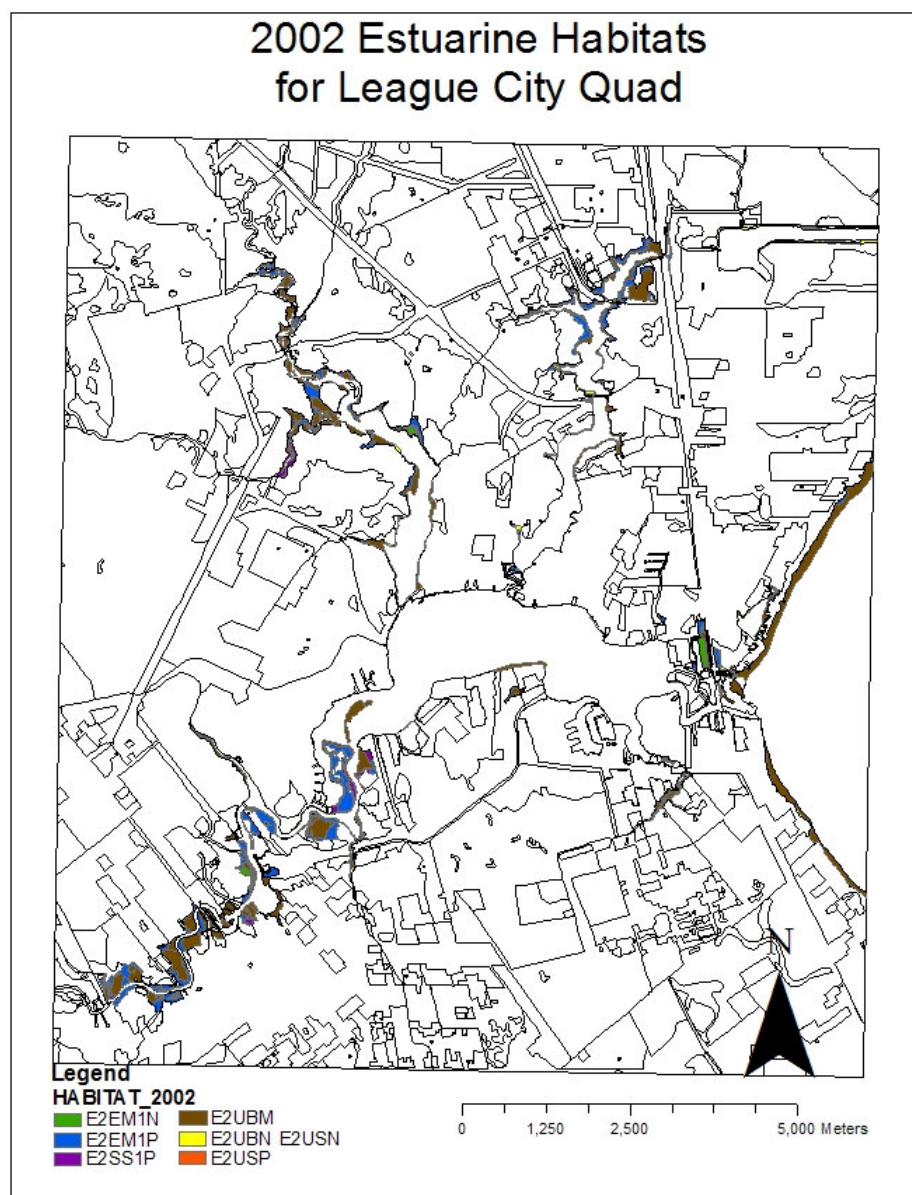 2002 Estuarine Habitats
for League City Quad
N
Legend
HABITAT_2002
E2EM1N E2UBM
E2EM1P E2UBN E2USN
E2SS1P E2USP
0 1,250 2,500 5,000 Meters